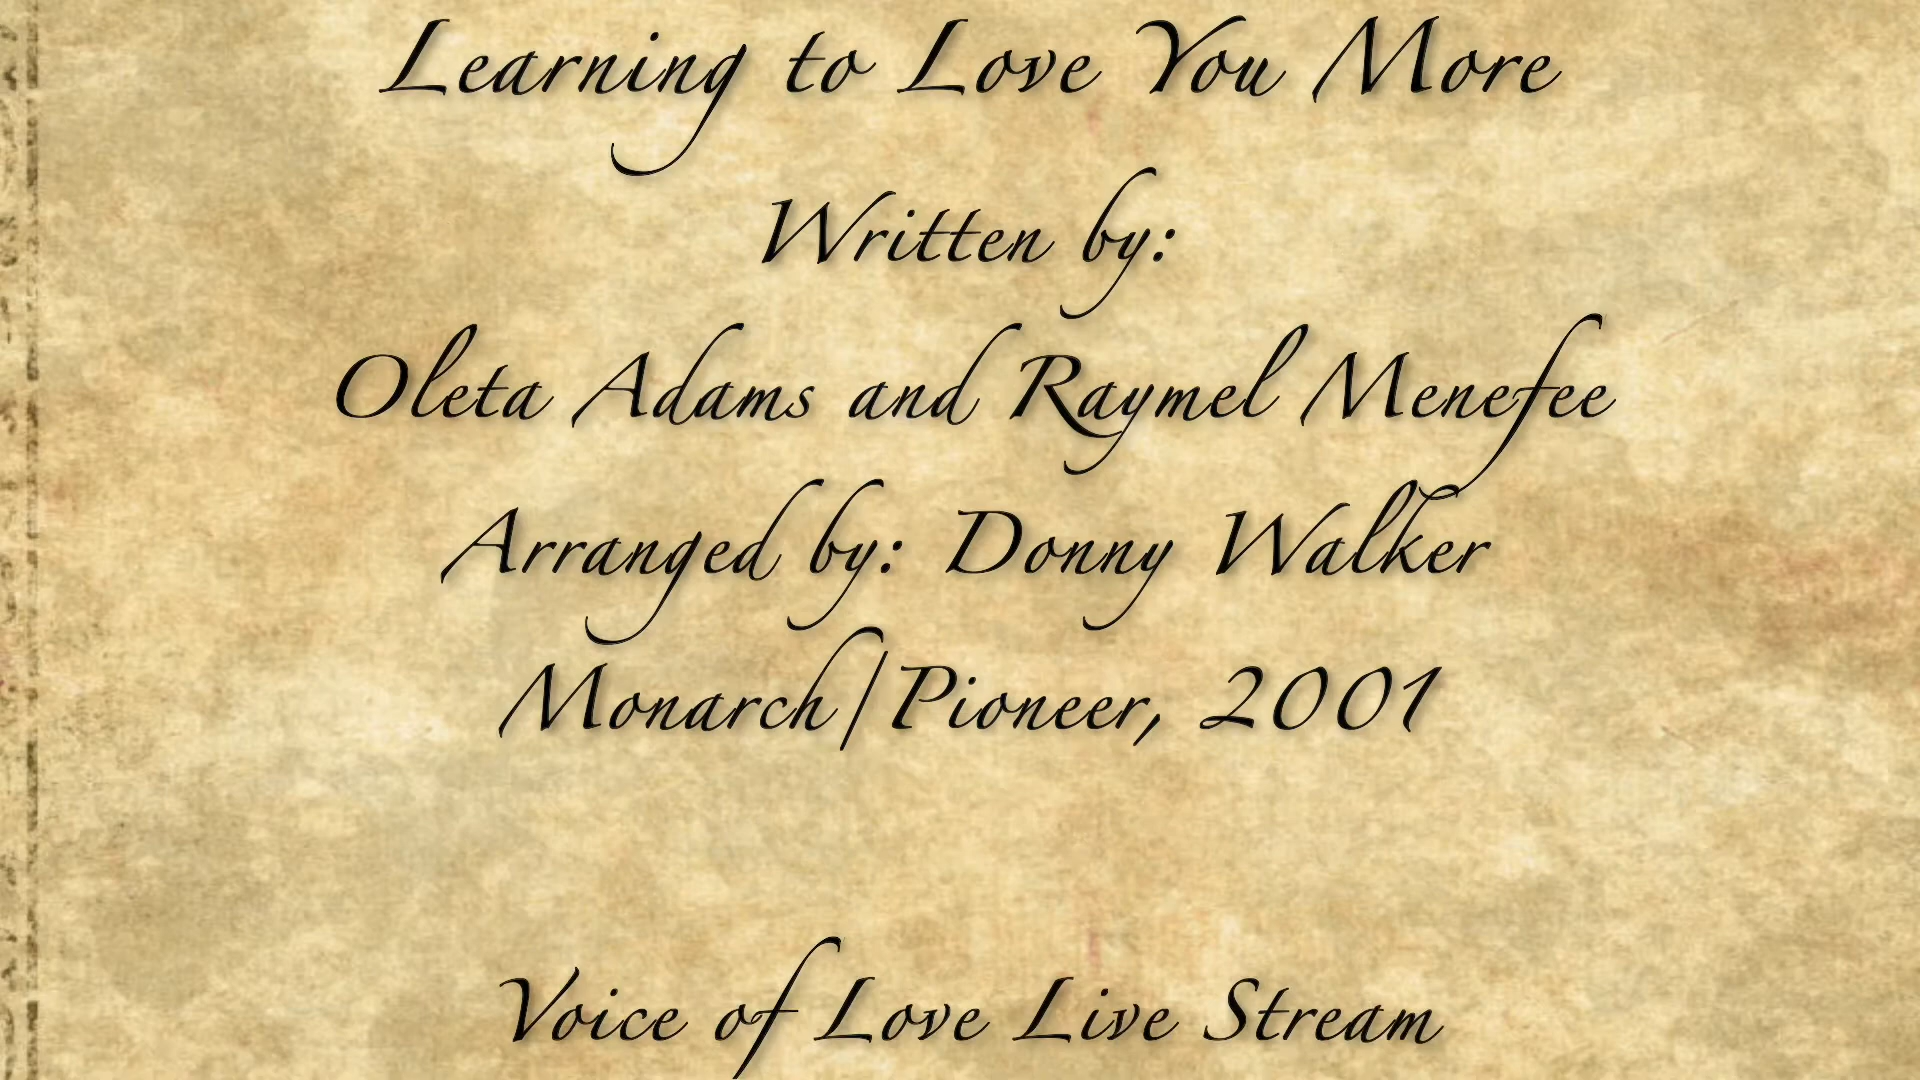 Learning to Love You More
Written by:
Oleta Adams and Raymel Menefee
Arranged by: Donny Walker
Monarch/Pioneer, 2001
Voice of Love Live Stream